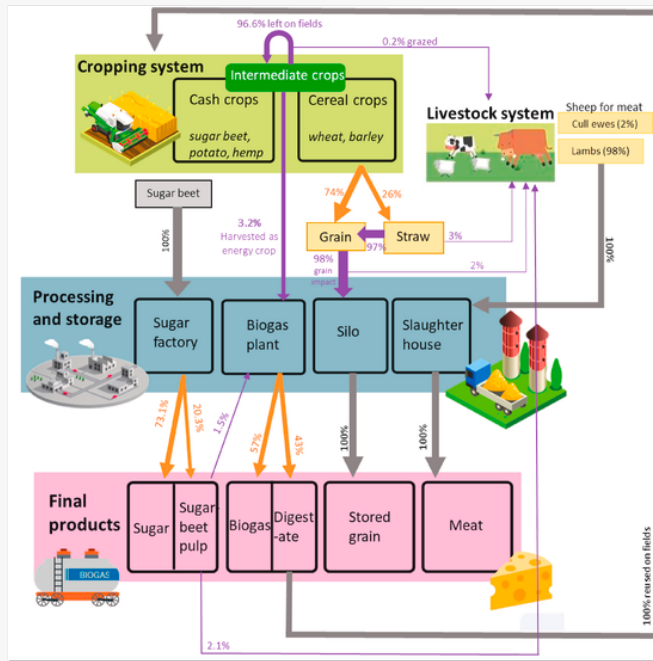 96.6% left on fields
0.2% grazed
Cropping system
Intermediate crops
Cash crops
sugar beet,
potato, hemp
Cereal crops
wheat, barley
Livestock system
Sheep for meat
Cull ewes (2%)
Lambs (98%)
Sugar beet
100%
3.2%
Harvested as
energy crop
74%
26%
Grain
Straw
97%
3%
98%
grain
impact
2%
100%
Processing
and storage
Sugar
factory
Biogas
plant
Silo
Slaughter
house
73.1%
20.3%
1.5%
57%
43%
100%
100%
Final
products
Sugar
Sugar-
beet
pulp
Biogas
Digest
-ate
Stored
grain
Meat
BIOGAS
2.1%
100% reused on fields